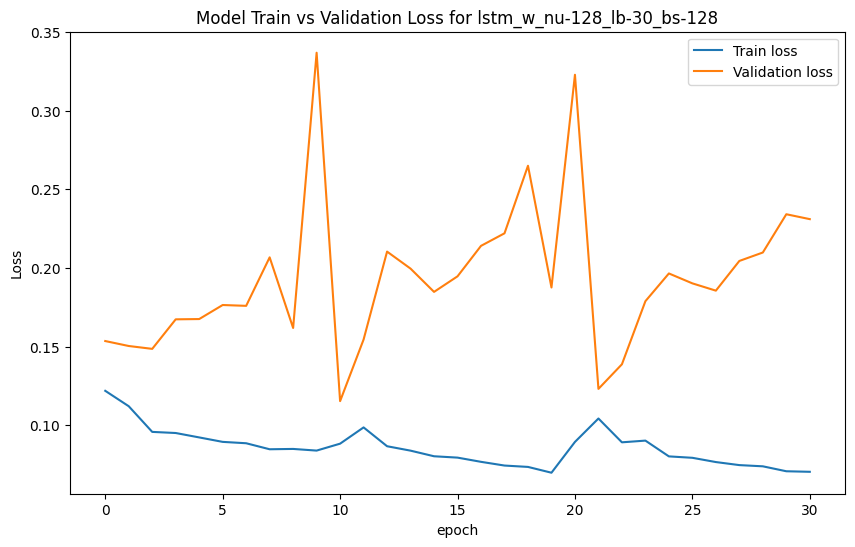 Model Train vs Validation Loss for lstm_w_nu-128_lb-30_bs-128
Train loss
Validation loss
Loss
0.35
0.30
0.25
0.20
0.15
0.10
0
5
10
15
20
25
30
epoch